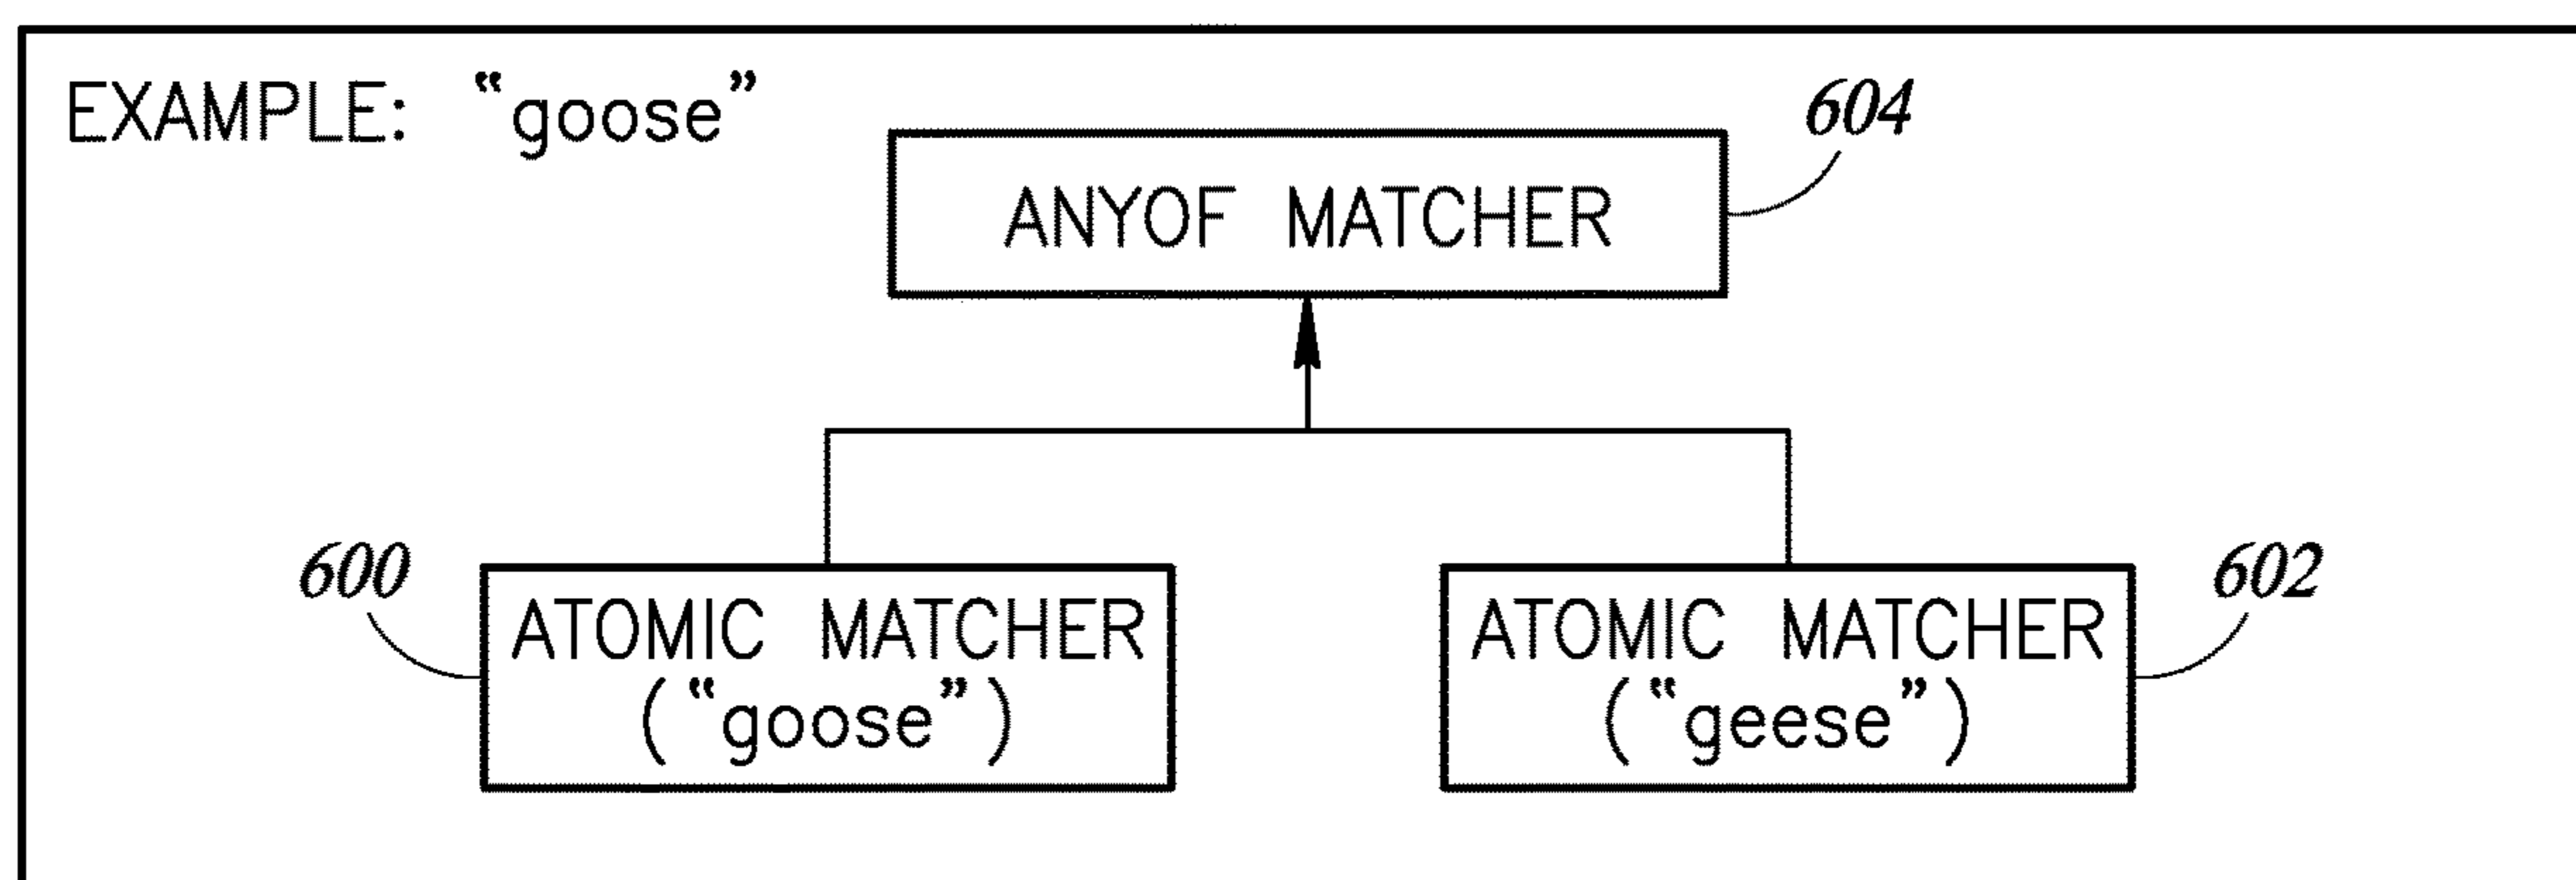 EXAMPLE: “goose”
604
ANYOF MATCHER
600
ATOMIC MATCHER
(“goose”)
ATOMIC MATCHER
(“geese”)
602